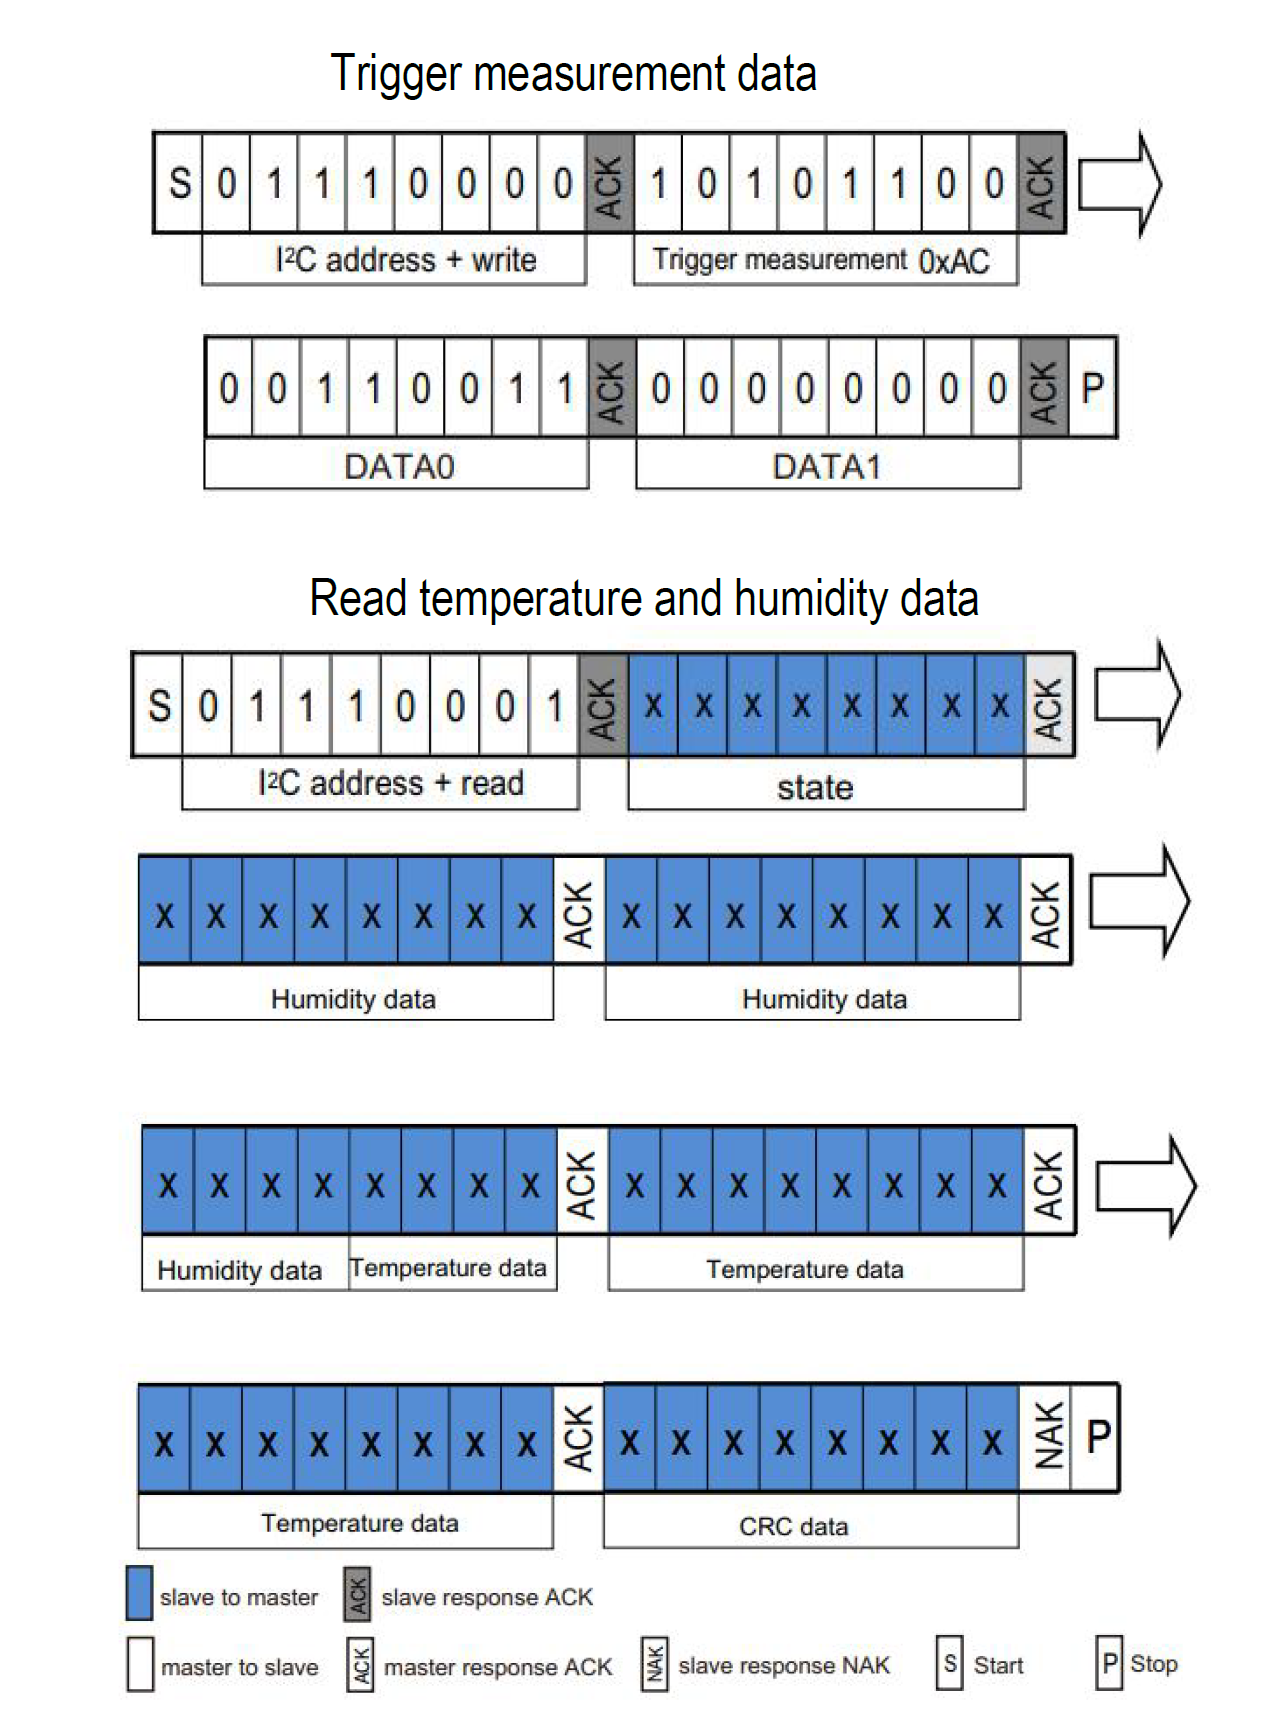 Trigger measurement data
S 0 1 1 1 0 0 0 0 ACK 1 0 1 0 1 1 0 0 ACK
I²C address + write Trigger measurement 0xAC
0 0 1 1 0 0 1 1 ACK 0 0 0 0 0 0 0 0 ACK P
DATA0 DATA1
Read temperature and humidity data
S 0 1 1 1 0 0 0 1 ACK x x x x x x x x ACK
I²C address + read state
x x x x x x x x ACK x x x x x x x x ACK
Humidity data Humidity data
x x x x x x x x ACK x x x x x x x x ACK
Humidity data Temperature data Temperature data
x x x x x x x x ACK x x x x x x x x NAK P
Temperature data CRC data
slave to master ACK slave response ACK
master to slave ACK master response ACK NAK slave response NAK S Start P Stop